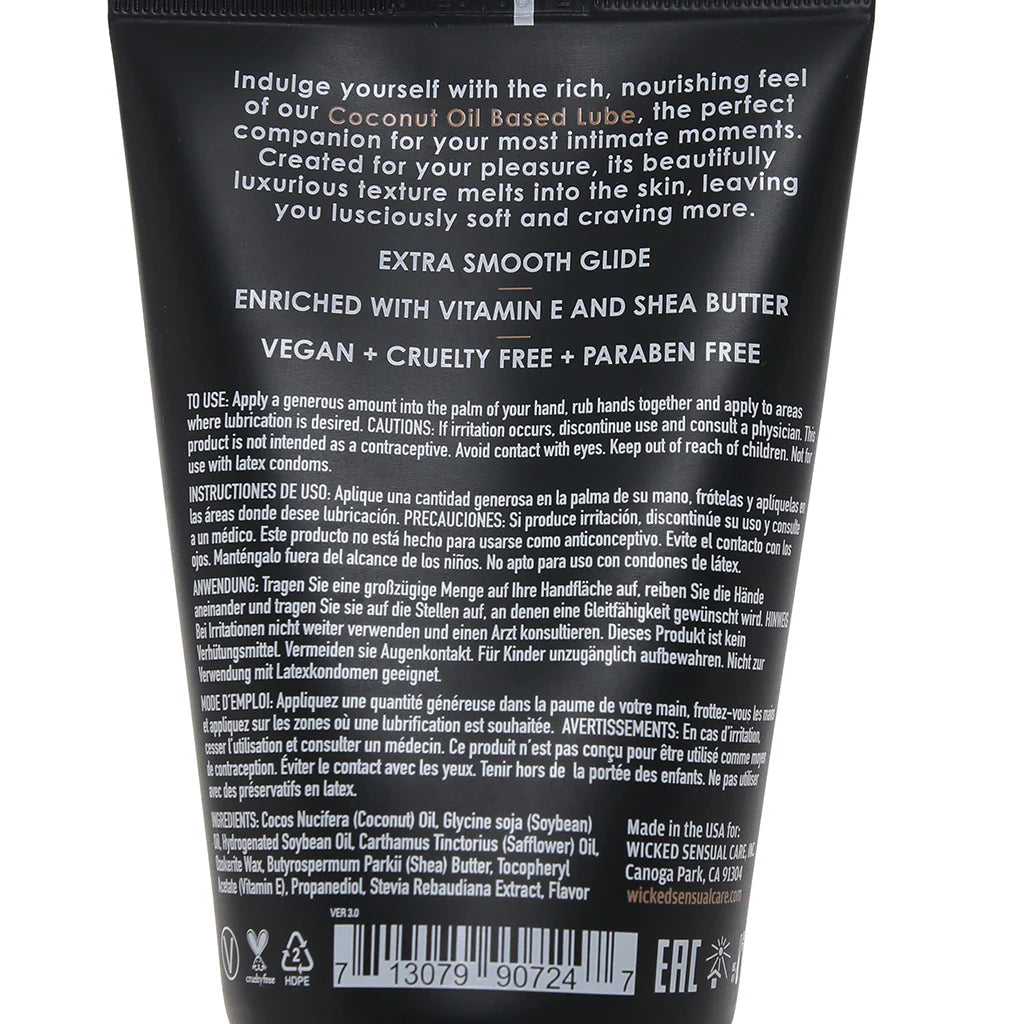 Indulge yourself with the rich, nourishing feel
of our Coconut Oil Based Lube, the perfect
companion for your most intimate moments.
Created for your pleasure, its beautifully
luxurious texture melts into the skin, leaving
you lusciously soft and craving more.
EXTRA SMOOTH GLIDE
ENRICHED WITH VITAMIN E AND SHEA BUTTER
VEGAN + CRUELTY FREE + PARABEN FREE
TO USE: Apply a generous amount into the palm of your hand, rub hands together and apply to areas
where lubrication is desired. CAUTIONS: If irritation occurs, discontinue use and consult a physician. This
product is not intended as a contraceptive. Avoid contact with eyes. Keep out of reach of children. Not for
use with latex condoms.
INSTRUCTIONES DE USO: Aplique una cantidad generosa en la palma de su mano, frótelas y aplíquelas en
las áreas donde desee lubricación. PRECAUCIONES: Si produce irritación, discontinúe su uso y consulte
a un médico. Este producto no está hecho para usarse como anticonceptivo. Evite el contacto con los
ojos. Manténgalo fuera del alcance de los niños. No apto para uso con condones de látex.
ANWENDUNG: Tragen Sie eine großzügige Menge auf Ihre Handfläche auf, reiben Sie die Hände
aneinander und tragen Sie sie auf die Stellen auf, an denen eine Gleitfähigkeit gewünscht wird. HINWEIS:
Bei Irritationen nicht weiter verwenden und einen Arzt konsultieren. Dieses Produkt ist kein
Verhütungsmittel. Vermeiden sie Augenkontakt. Für Kinder unzugänglich aufbewahren. Nicht zur
Verwendung mit Latexkondomen geeignet.
MODE D'EMPLOI: Appliquez une quantité généreuse dans la paume de votre main, frottez-vous les mains
et appliquez sur les zones où une lubrification est souhaitée. AVERTISSEMENTS: En cas d'irritation,
cesser l'utilisation et consulter un médecin. Ce produit n'est pas conçu pour être utilisé comme moyen
de contraception. Éviter le contact avec les yeux. Tenir hors de la portée des enfants. Ne pas utiliser
avec des préservatifs en latex.
INGREDIENTS: Cocos Nucifera (Coconut) Oil, Glycine soja (Soybean)
Oil, Hydrogenated Soybean Oil, Carthamus Tinctorius (Safflower) Oil,
Ozokerite Wax, Butyrospermum Parkii (Shea) Butter, Tocopheryl
Acetate (Vitamin E), Propanediol, Stevia Rebaudiana Extract, Flavor
Made in the USA for:
WICKED SENSUAL CARE, INC.
Canoga Park, CA 91304
wickedsensualcare.com
VER 3.0
V
crueltyfree
2
HDPE
7 13079 90724 7
EAC